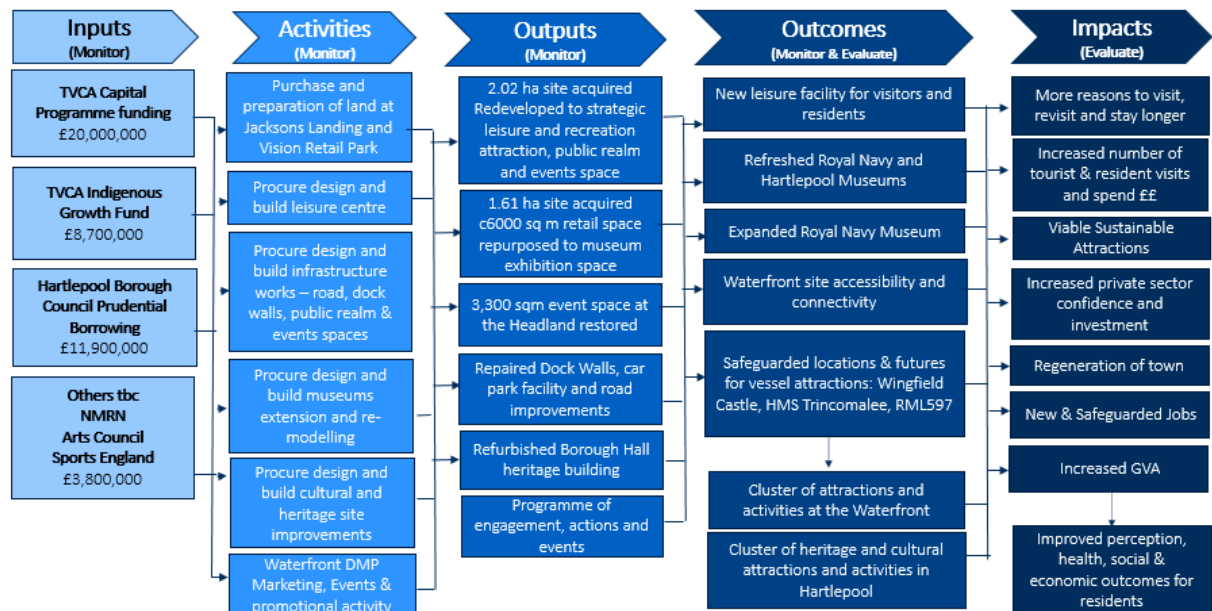 Inputs
(Monitor)
TVCA Capital
Programme funding
£20,000,000
TVCA Indigenous
Growth Fund
£8,700,000
Hartlepool Borough
Council Prudential
Borrowing
£11,900,000
Others tbc
NMRN
Arts Council
Sports England
£3,800,000
Activities
(Monitor)
Purchase and
preparation of land at
Jacksons Landing and
Vision Retail Park
Procure design and
build leisure centre
Procure design and
build infrastructure
works – road, dock
walls, public realm &
events spaces
Procure design and
build museums
extension and re-
modelling
Procure design and
build cultural and
heritage site
improvements
Waterfront DMP
Marketing, Events &
promotional activity
Outputs
(Monitor)
2.02 ha site acquired
Redeveloped to strategic
leisure and recreation
attraction, public realm
and events space
1.61 ha site acquired
c6000 sq m retail space
repurposed to museum
exhibition space
3,300 sqm event space at
the Headland restored
Repaired Dock Walls, car
park facility and road
improvements
Refurbished Borough Hall
heritage building
Programme of
engagement, actions and
events
Outcomes
(Monitor & Evaluate)
New leisure facility for visitors and
residents
Refreshed Royal Navy and
Hartlepool Museums
Expanded Royal Navy Museum
Waterfront site accessibility and
connectivity
Safeguarded locations & futures
for vessel attractions: Wingfield
Castle, HMS Trincomalee, RML597
Cluster of attractions and
activities at the Waterfront
Cluster of heritage and cultural
attractions and activities in
Hartlepool
Impacts
(Evaluate)
More reasons to visit,
revisit and stay longer
Increased number of
tourist & resident visits
and spend ££
Viable Sustainable
Attractions
Increased private sector
confidence and
investment
Regeneration of town
New & Safeguarded Jobs
Increased GVA
Improved perception,
health, social &
economic outcomes for
residents